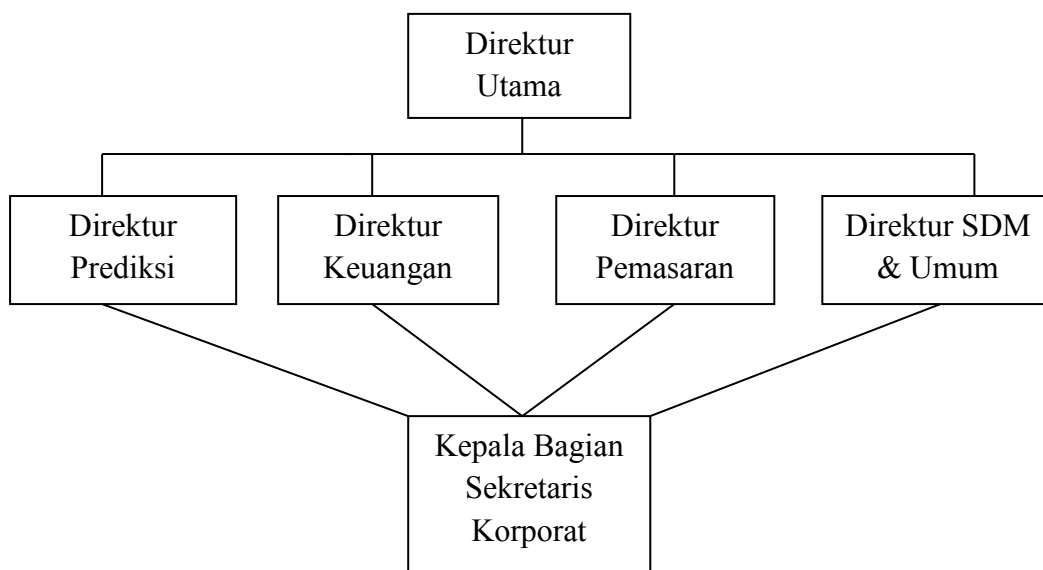 Direktur
Utama
Direktur
Prediksi
Direktur
Keuangan
Direktur
Pemasaran
Direktur SDM
& Umum
Kepala Bagian
Sekretaris
Korporat